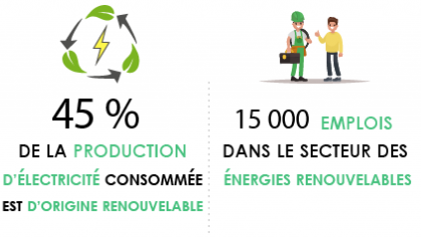 45 %
DE LA PRODUCTION
D'ÉLECTRICITÉ CONSOMMÉE
EST D'ORIGINE RENOUVELABLE
15 000 EMPLOIS
DANS LE SECTEUR DES
ÉNERGIES RENOUVELABLES